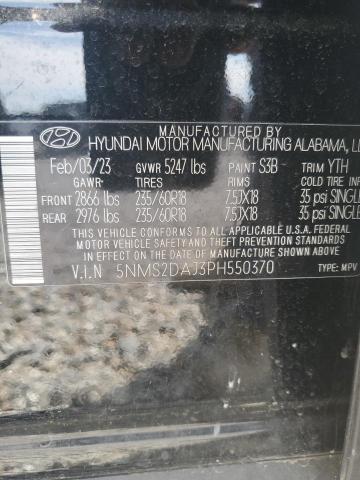 MANUFACTURED BY
HYUNDAI MOTOR MANUFACTURING ALABAMA, LL
Feb/03/23 GVWR 5247 lbs PAINT S3B TRIM YTH
GAWR TIRES RIMS COLD TIRE IN
FRONT 2866 lbs 235/60R18 7.5JX18 35 psi SINGLE
REAR 2976 lbs 235/60R18 7.5JX18 35 psi SINGLE
THIS VEHICLE CONFORMS TO ALL APPLICABLE U.S.A. FEDERAL
MOTOR VEHICLE SAFETY BUMPER, AND THEFT PREVENTION STANDARDS
IN EFFECT ON THE DATE OF MANUFACTURE SHOWN ABOVE.
V.I.N 5NMS2DAJ3PH550370 TYPE: MPV